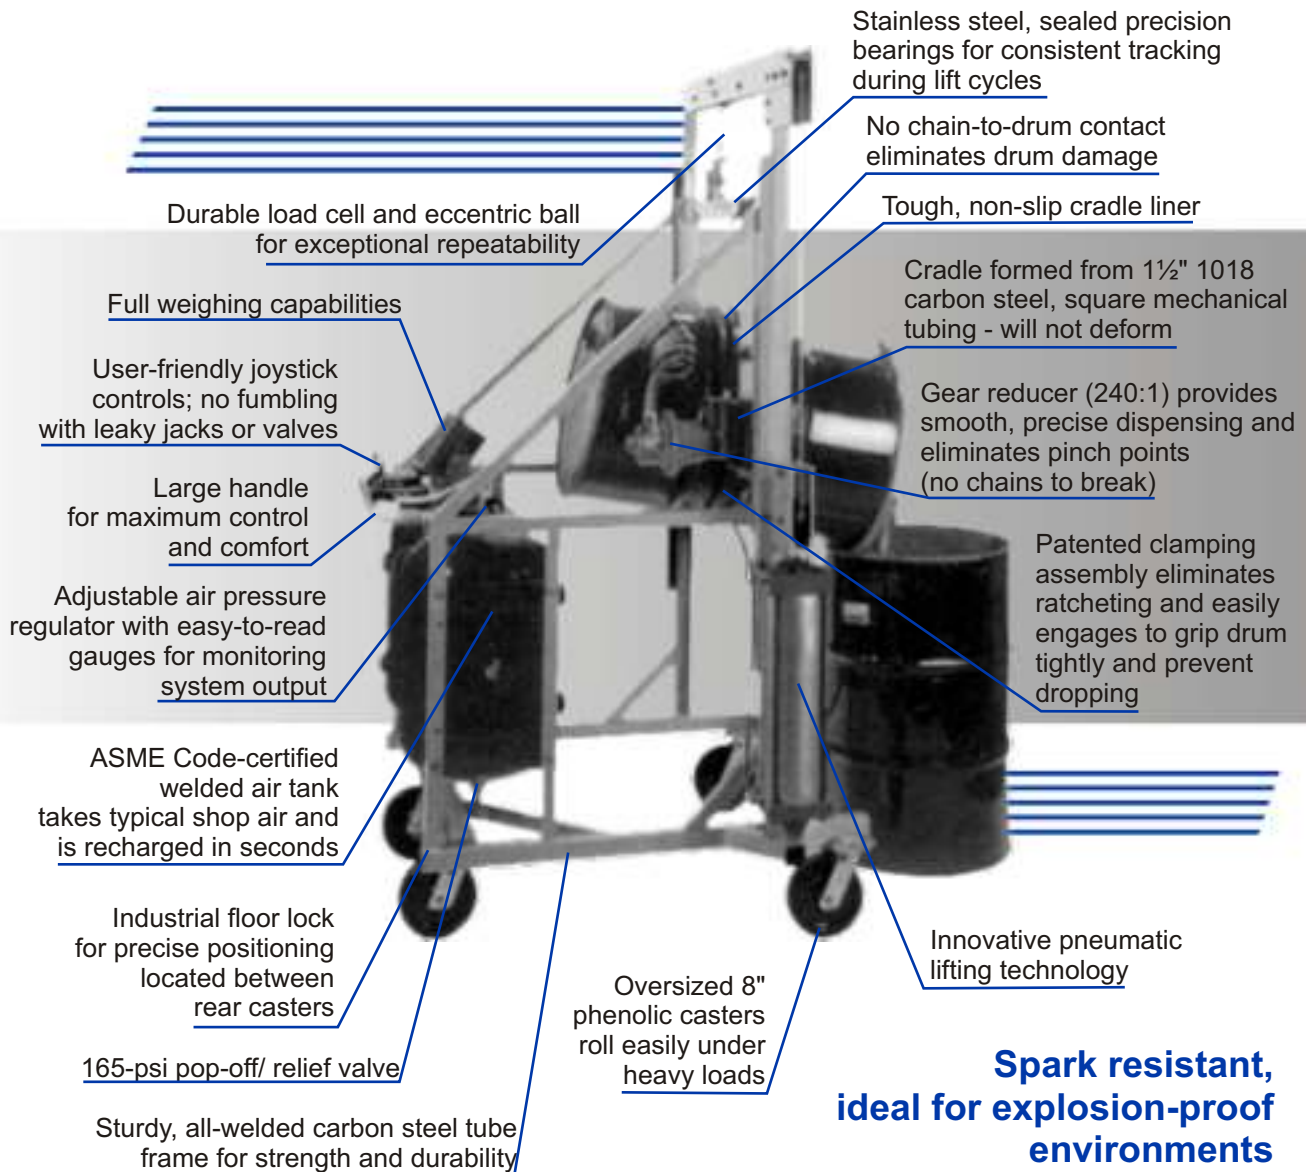 Stainless steel, sealed precision
bearings for consistent tracking
during lift cycles
No chain-to-drum contact
eliminates drum damage
Tough, non-slip cradle liner
Durable load cell and eccentric ball
for exceptional repeatability
Cradle formed from 1½" 1018
carbon steel, square mechanical
tubing - will not deform
Full weighing capabilities
User-friendly joystick
controls; no fumbling
with leaky jacks or valves
Gear reducer (240:1) provides
smooth, precise dispensing and
eliminates pinch points
(no chains to break)
Large handle
for maximum control
and comfort
Patented clamping
assembly eliminates
ratcheting and easily
engages to grip drum
tightly and prevent
dropping
Adjustable air pressure
regulator with easy-to-read
gauges for monitoring
system output
ASME Code-certified
welded air tank
takes typical shop air and
is recharged in seconds
Industrial floor lock
for precise positioning
located between
rear casters
Innovative pneumatic
lifting technology
Oversized 8"
phenolic casters
roll easily under
heavy loads
165-psi pop-off/ relief valve
Sturdy, all-welded carbon steel tube
frame for strength and durability
Spark resistant,
ideal for explosion-proof
environments